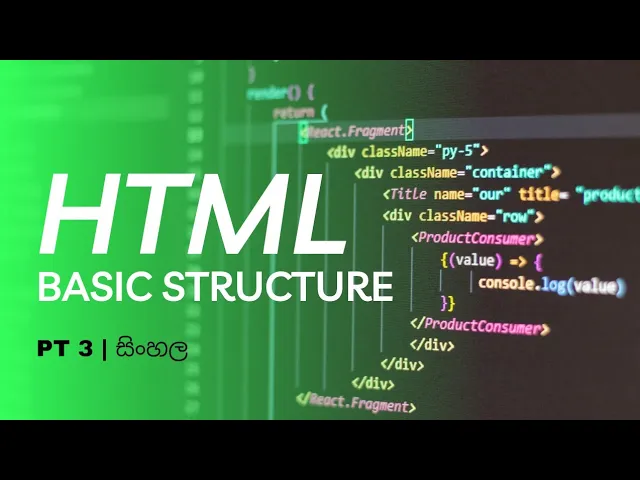 HTML
BASIC STRUCTURE
PT 3 | සිංහල
}
render() {
return (
<React.Fragment>
<div className="py-5">
<div className="container">
<Title name="our" title= "product
<div className="row">
<ProductConsumer>
{(value) => {
console.log(value)
}}
</ProductConsumer>
</div>
</div>
</div>
</React.Fragment>